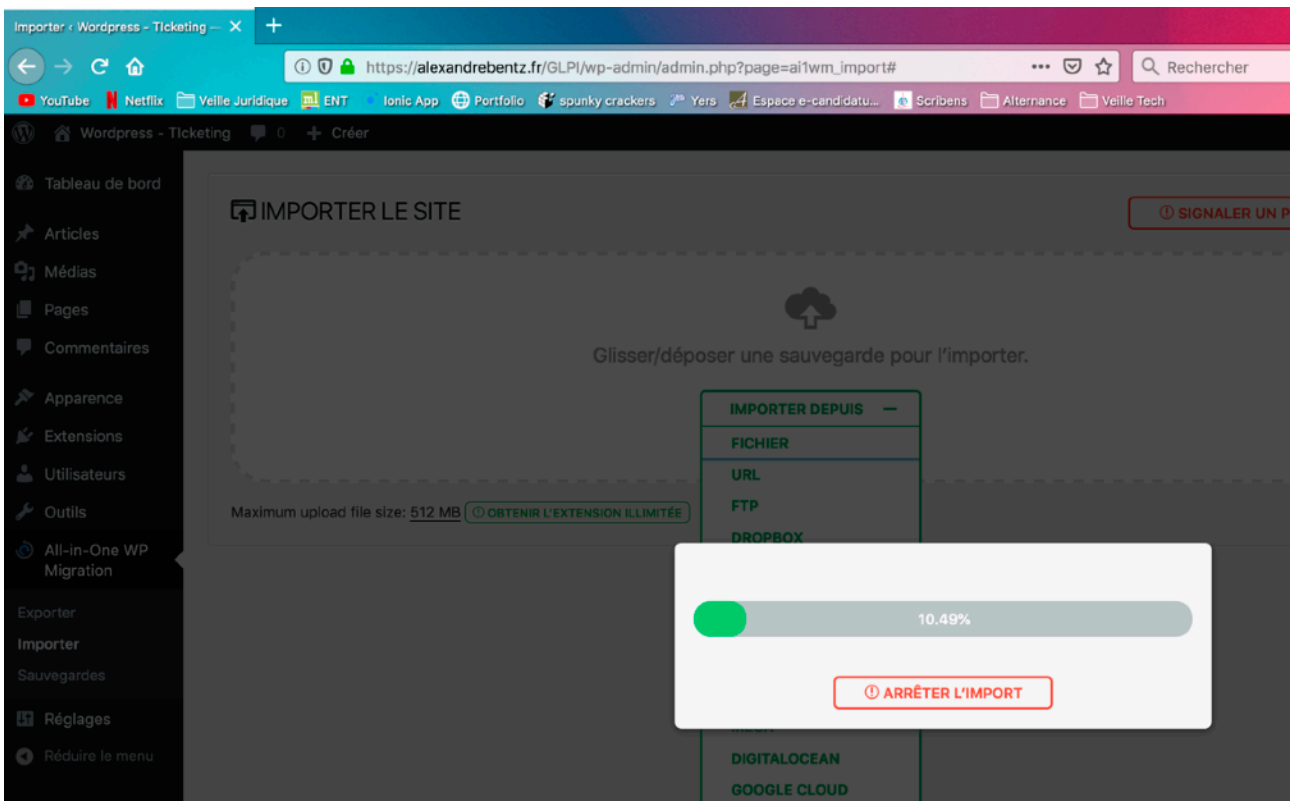 Importer ‹ Wordpress - TIcketing —
https://alexandrebentz.fr/GLPI/wp-admin/admin.php?page=ai1wm_import#
Rechercher
YouTube Netflix Veille Juridique ENT Ionic App Portfolio spunky crackers Yers Espace e-candidatu... Scribens Alternance Veille Tech
Wordpress - TIcketing 0 + Créer
Tableau de bord
Articles
Médias
Pages
Commentaires
Apparence
Extensions
Utilisateurs
Outils
All-in-One WP
Migration
Exporter
Importer
Sauvegardes
Réglages
Réduire le menu
IMPORTER LE SITE
SIGNALER UN P
Glisser/déposer une sauvegarde pour l'importer.
IMPORTER DEPUIS
FICHIER
URL
FTP
DROPBOX
Maximum upload file size: 512 MB OBTENIR L'EXTENSION ILLIMITÉE
10.49%
ARRÊTER L'IMPORT
DIGITALOCEAN
GOOGLE CLOUD